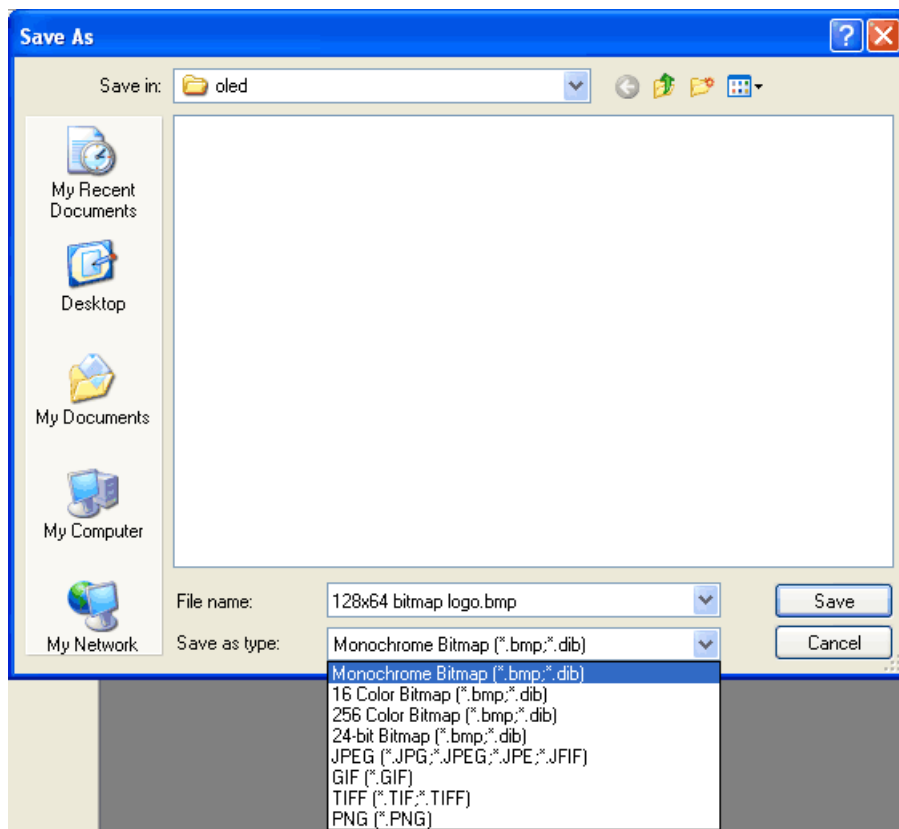 Save As
?
Save in: oled
My Recent
Documents
Desktop
My Documents
My Computer
My Network
File name: 128x64 bitmap logo.bmp Save
Save as type: Monochrome Bitmap (*.bmp;*.dib) Cancel
Monochrome Bitmap (*.bmp;*.dib)
16 Color Bitmap (*.bmp;*.dib)
256 Color Bitmap (*.bmp;*.dib)
24-bit Bitmap (*.bmp;*.dib)
JPEG (*.JPG;*.JPEG;*.JPE;*.JFIF)
GIF (*.GIF)
TIFF (*.TIF;*.TIFF)
PNG (*.PNG)